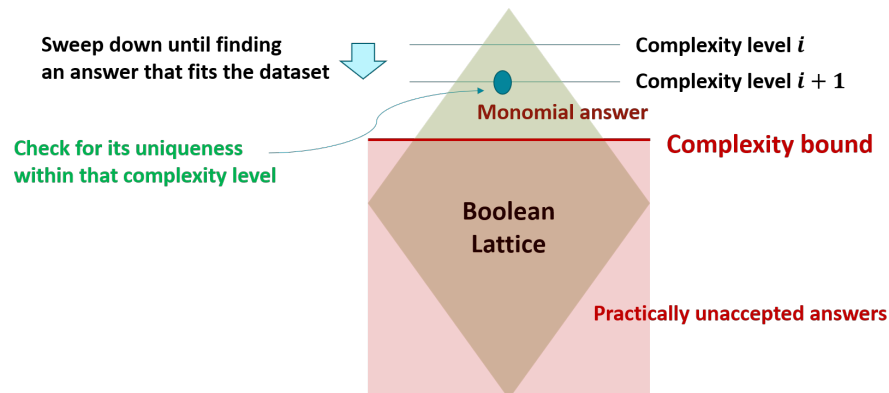 Sweep down until finding
an answer that fits the dataset
Complexity level i
Complexity level i + 1
Monomial answer
Check for its uniqueness
within that complexity level
Complexity bound
Boolean
Lattice
Practically unaccepted answers